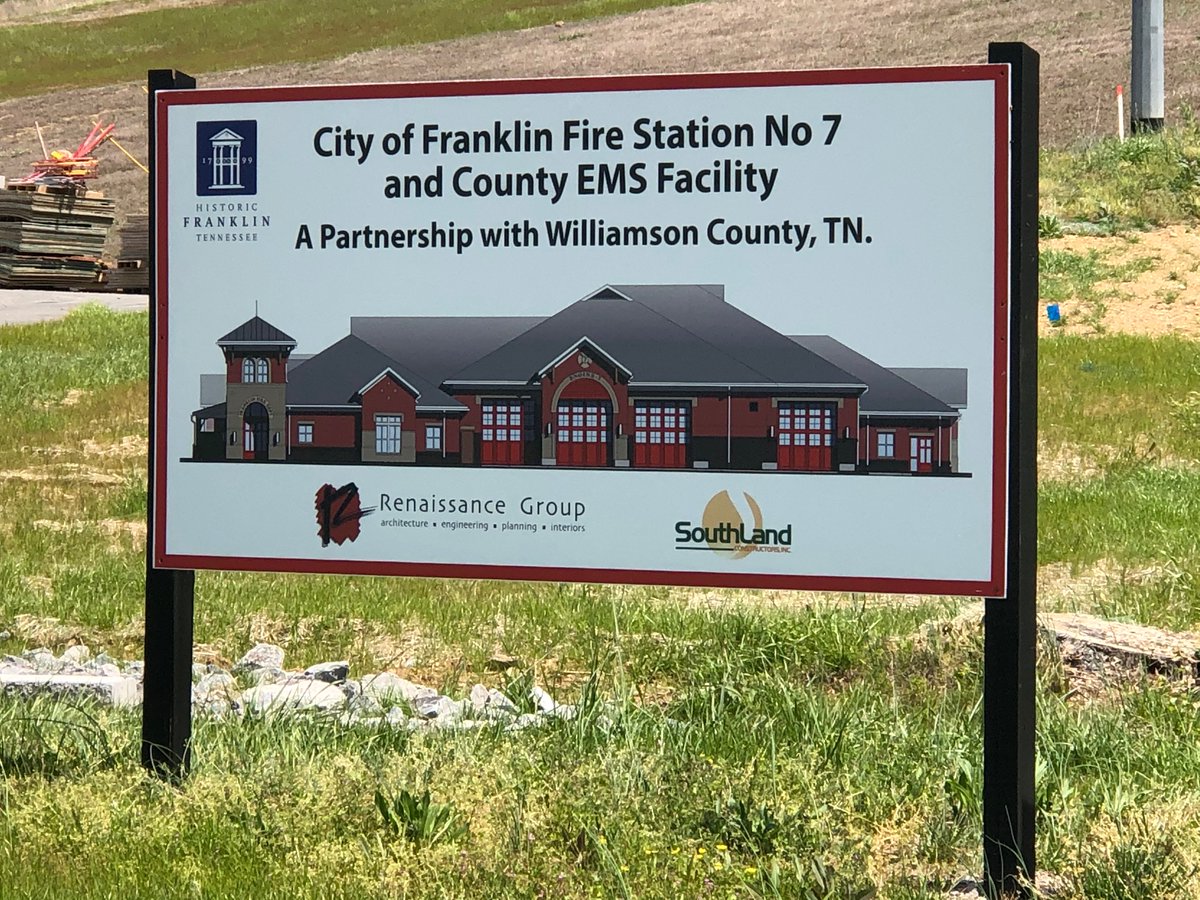 City of Franklin Fire Station No 7
and County EMS Facility
A Partnership with Williamson County, TN.
17 99
HISTORIC
FRANKLIN
TENNESSEE
Renaissance Group
architecture ▪ engineering ▪ planning ▪ interiors
SouthLand
CONSTRUCTORS, INC.